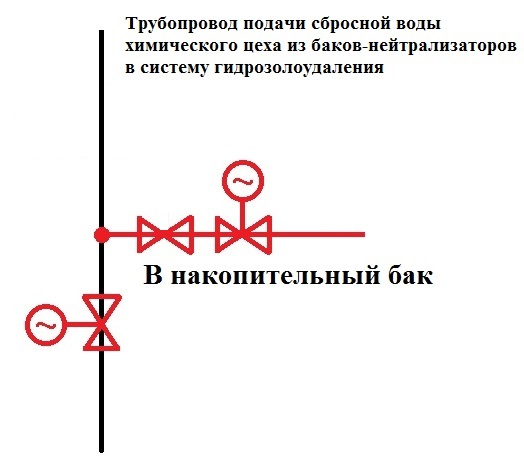 Трубопровод подачи сбросной воды
химического цеха из баков-нейтрализаторов
в систему гидрозолоудаления
В накопительный бак